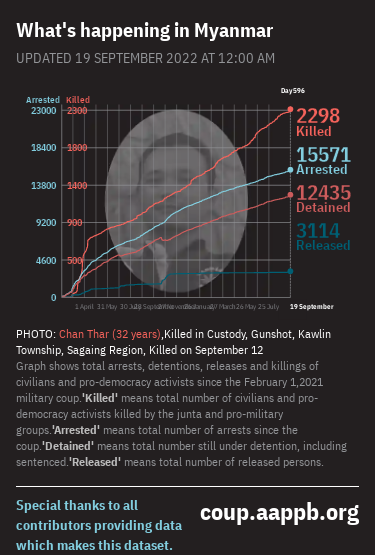 What's happening in Myanmar
UPDATED 19 SEPTEMBER 2022 AT 12:00 AM
Day596
Arrested Killed
23000 2300
18400 1800
13800 1400
9200 900
4600 500
0
2298
Killed
15571
Arrested
12435
Detained
3114
Released
1 April 31 May 30 July 28 September
March 26 May 25 July 19 September
PHOTO: Chan Thar (32 years),Killed in Custody, Gunshot, Kawlin
Township, Sagaing Region, Killed on September 12
Graph shows total arrests, detentions, releases and killings of
civilians and pro-democracy activists since the February 1,2021
military coup.'Killed' means total number of civilians and pro-
democracy activists killed by the junta and pro-military
groups.'Arrested' means total number of arrests since the
coup.'Detained' means total number still under detention, including
sentenced.'Released' means total number of released persons.
Special thanks to all
contributors providing data
which makes this dataset.
coup.aappb.org